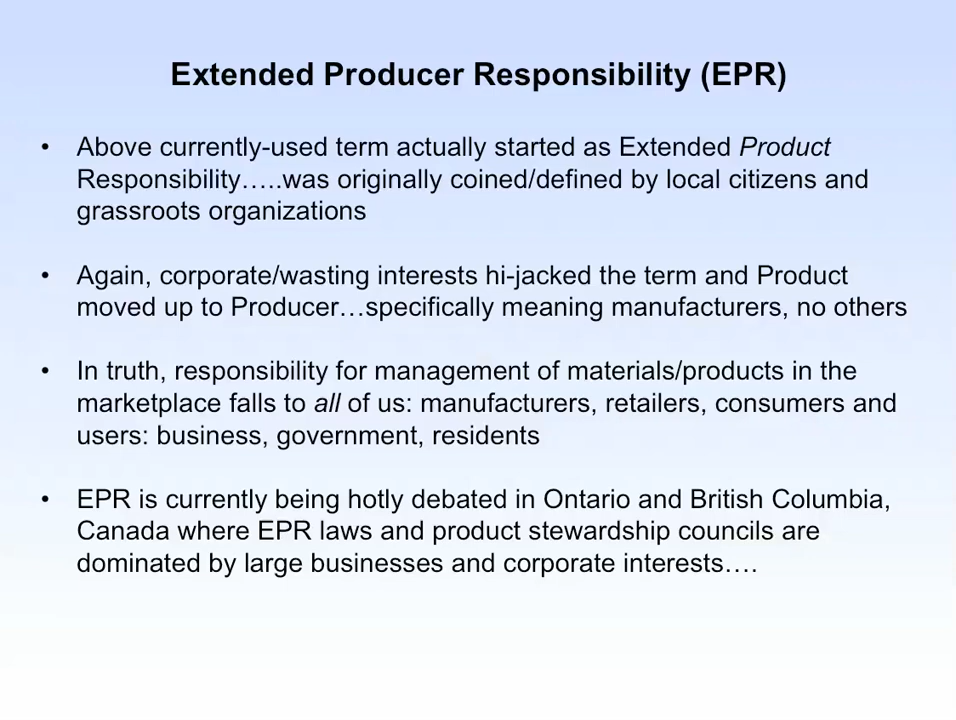 Extended Producer Responsibility (EPR)
• Above currently-used term actually started as Extended Product
Responsibility…..was originally coined/defined by local citizens and
grassroots organizations
• Again, corporate/wasting interests hi-jacked the term and Product
moved up to Producer…specifically meaning manufacturers, no others
• In truth, responsibility for management of materials/products in the
marketplace falls to all of us: manufacturers, retailers, consumers and
users: business, government, residents
• EPR is currently being hotly debated in Ontario and British Columbia,
Canada where EPR laws and product stewardship councils are
dominated by large businesses and corporate interests….